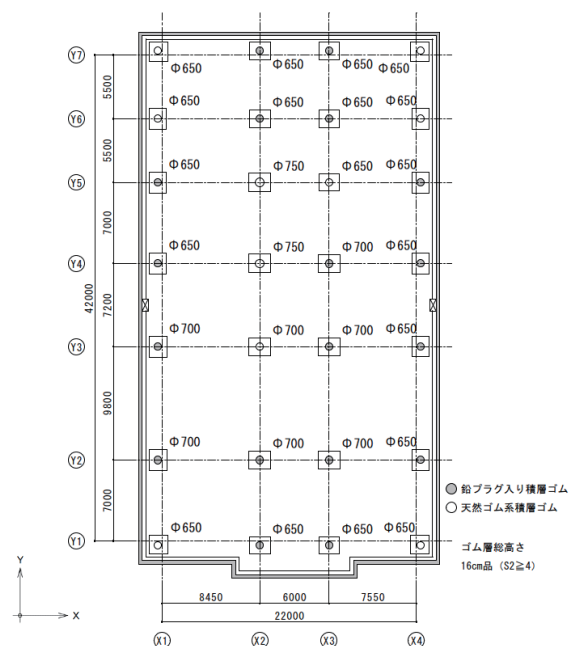 Y7
Φ650 Φ650 Φ650 Φ650
5500
Y6
Φ650 Φ650 Φ650 Φ650
5500
Y5
Φ650 Φ750 Φ650 Φ650
7000
Y4
Φ650 Φ750 Φ700 Φ650
42000
7200
Y3
Φ700 Φ700 Φ700 Φ650
9800
Y2
Φ700 Φ700 Φ700 Φ650
鉛プラグ入り積層ゴム
天然ゴム系積層ゴム
7000
Y1
Φ650 Φ650 Φ650 Φ650
ゴム層総高さ
16cm品 (S2≧4)
Y
X
8450 6000 7550
22000
X1 X2 X3 X4